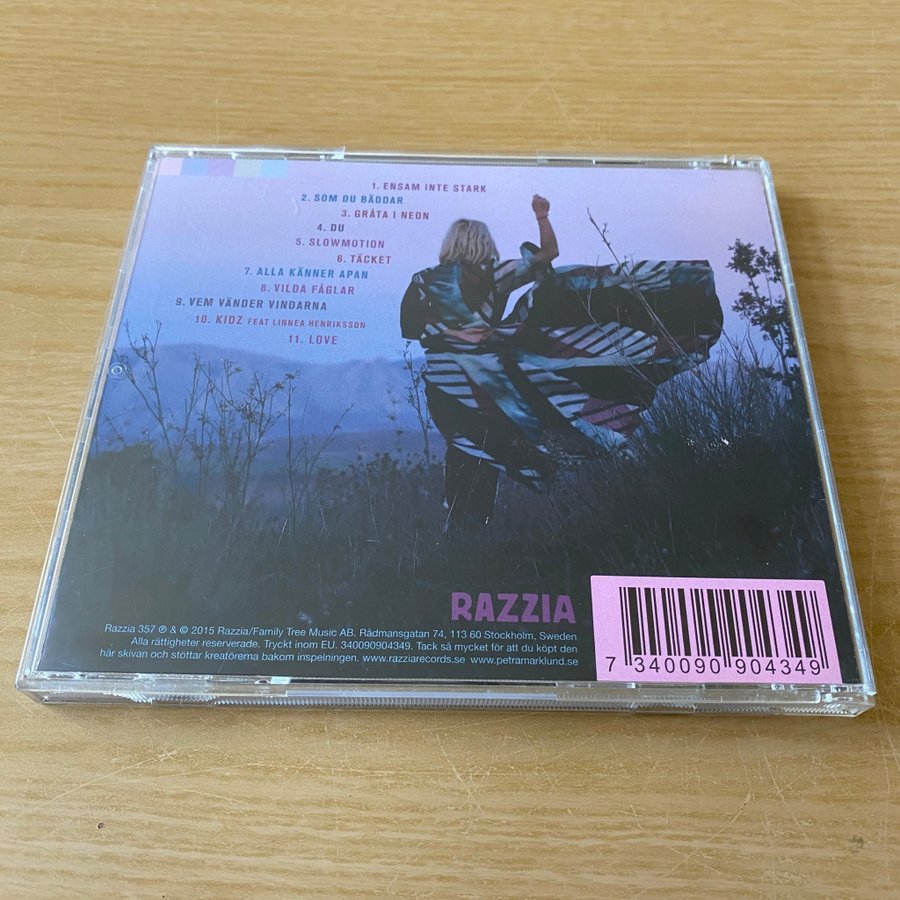 1. ENSAM INTE STARK
2. SOM DU BÄDDAR
3. GRÅTA I NEON
4. DU
5. SLOWMOTION
6. TÄCKET
7. ALLA KÄNNER APAN
8. VILDA FÅGLAR
9. VEM VÄNDER VINDARNA
10. KIDZ FEAT LINNEA HENRIKSSON
11. LOVE
RAZZIA
Razzia 357 ℗ & © 2015 Razzia/Family Tree Music AB. Rådmansgatan 74, 113 60 Stockholm, Sweden
Alla rättigheter reserverade. Tryckt inom EU. 340090904349. Tack så mycket för att du köpt den
här skivan och stöttar kreatörerna bakom inspelningen. www.razziarecords.se www.petramarklund.se
7 340090 904349